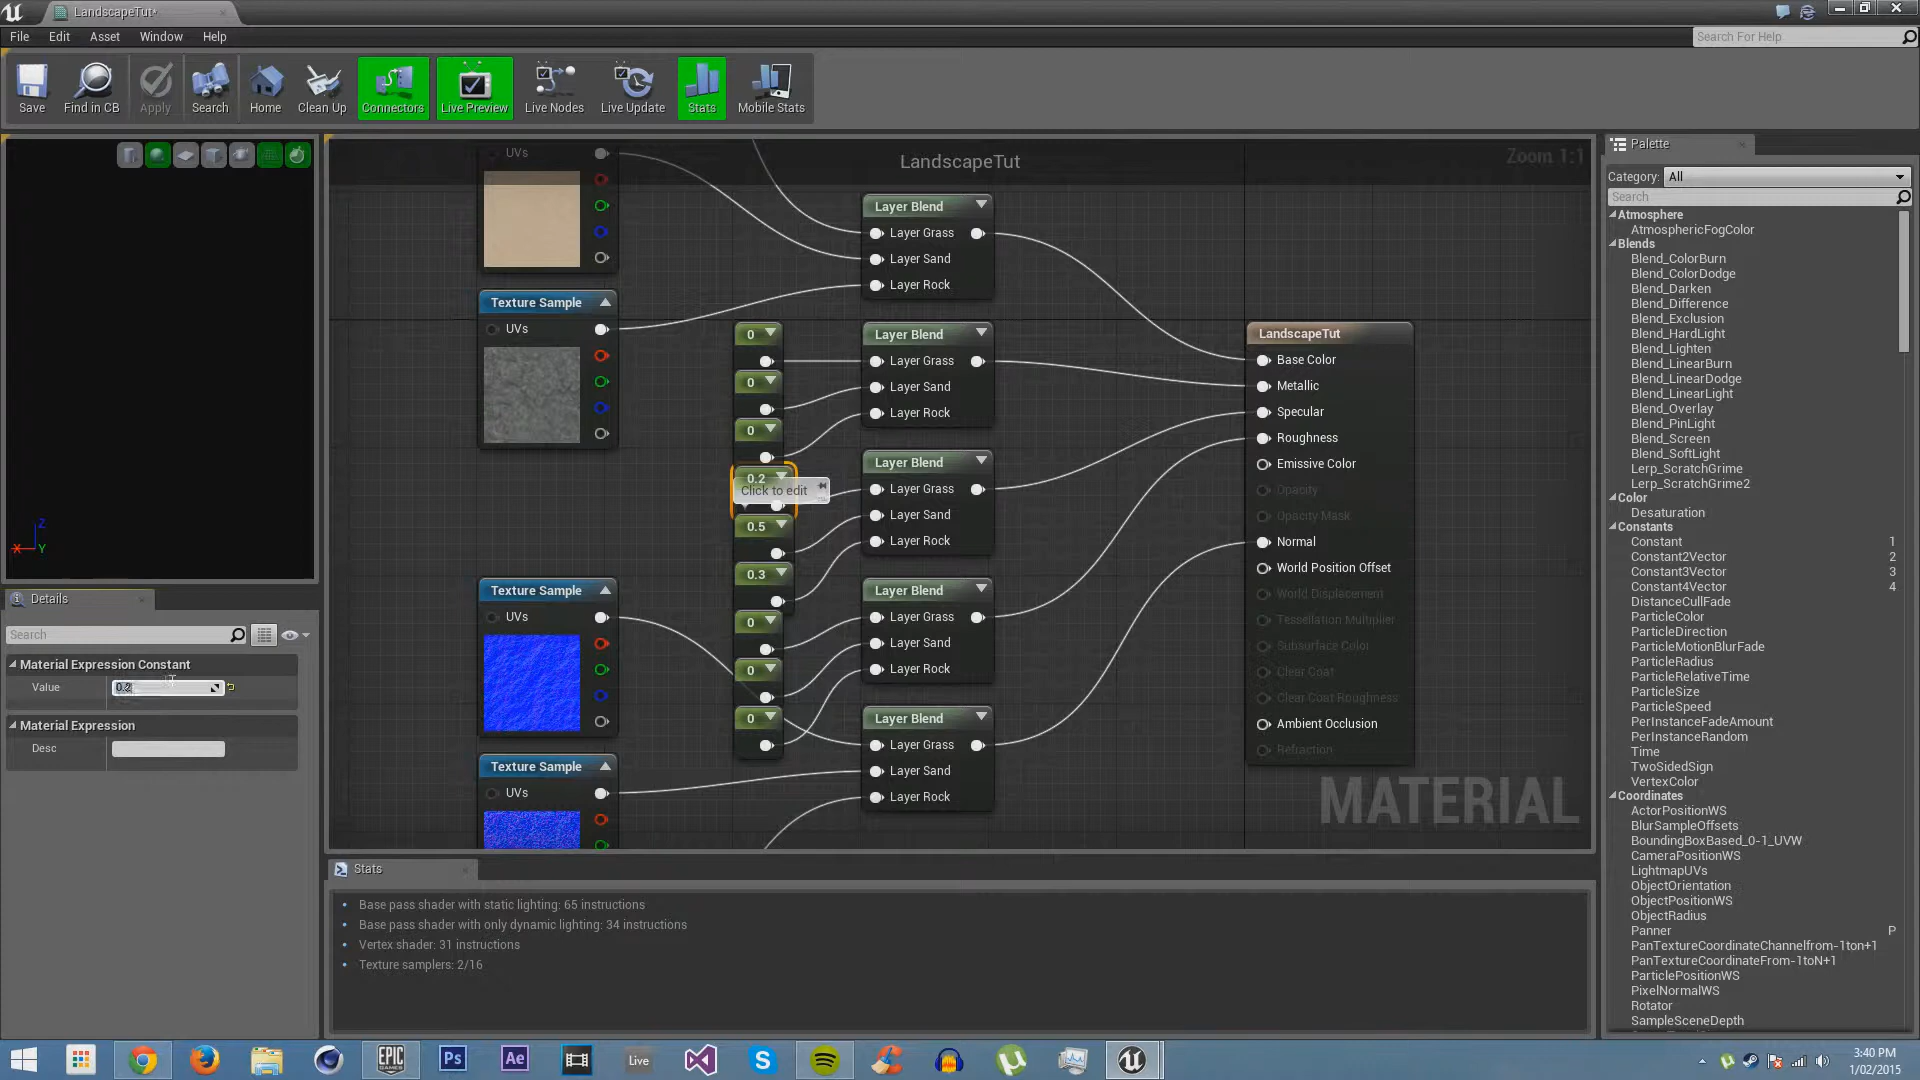 LandscapeTut*
File Edit Asset Window Help
Search For Help
Save Find in CB Apply Search Home Clean Up Connectors Live Preview Live Nodes Live Update Stats Mobile Stats
LandscapeTut
Zoom 1:1
UVs
Texture Sample
UVs
Texture Sample
UVs
Texture Sample
UVs
0
0
0
0.2
Click to edit
0.5
0.3
0
0
0
Layer Blend
Layer Grass
Layer Sand
Layer Rock
Layer Blend
Layer Grass
Layer Sand
Layer Rock
Layer Blend
Layer Grass
Layer Sand
Layer Rock
Layer Blend
Layer Grass
Layer Sand
Layer Rock
Layer Blend
Layer Grass
Layer Sand
Layer Rock
LandscapeTut
Base Color
Metallic
Specular
Roughness
Emissive Color
Opacity
Opacity Mask
Normal
World Position Offset
World Displacement
Tessellation Multiplier
Subsurface Color
Clear Coat
Clear Coat Roughness
Ambient Occlusion
Refraction
MATERIAL
Z
X Y
Details
Search
Material Expression Constant
Value 0.2
Material Expression
Desc
Stats
Base pass shader with static lighting: 65 instructions
Base pass shader with only dynamic lighting: 34 instructions
Vertex shader: 31 instructions
Texture samplers: 2/16
Palette
Category: All
Search
Atmosphere
AtmosphericFogColor
Blends
Blend_ColorBurn
Blend_ColorDodge
Blend_Darken
Blend_Difference
Blend_Exclusion
Blend_HardLight
Blend_Lighten
Blend_LinearBurn
Blend_LinearDodge
Blend_LinearLight
Blend_Overlay
Blend_PinLight
Blend_Screen
Blend_SoftLight
Lerp_ScratchGrime
Lerp_ScratchGrime2
Color
Desaturation
Constants
Constant 1
Constant2Vector 2
Constant3Vector 3
Constant4Vector 4
DistanceCullFade
ParticleColor
ParticleDirection
ParticleMotionBlurFade
ParticleRadius
ParticleRelativeTime
ParticleSize
ParticleSpeed
PerInstanceFadeAmount
PerInstanceRandom
Time
TwoSidedSign
VertexColor
Coordinates
ActorPositionWS
BlurSampleOffsets
BoundingBoxBased_0-1_UVW
CameraPositionWS
LightmapUVs
ObjectOrientation
ObjectPositionWS
ObjectRadius
Panner P
PanTextureCoordinateChannelfrom-1ton+1
PanTextureCoordinateFrom-1toN+1
ParticlePositionWS
PixelNormalWS
Rotator
SampleSceneDepth
EPIC
GAMES
Ps
Ae
Live
3:40 PM
1/02/2015